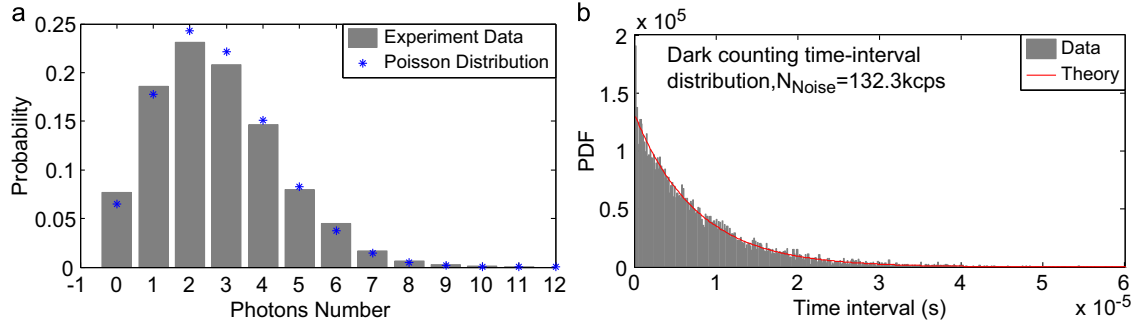 a
0.25
0.20
0.15
0.10
0.05
0
Probability
-1 0 1 2 3 4 5 6 7 8 9 10 11 12
Photons Number
Experiment Data
Poisson Distribution
b
x 10^5
2
1.5
1
0.5
0
PDF
Dark counting time-interval
distribution,N_Noise=132.3kcps
Data
Theory
0 1 2 3 4 5 6
Time interval (s)
x 10^-5